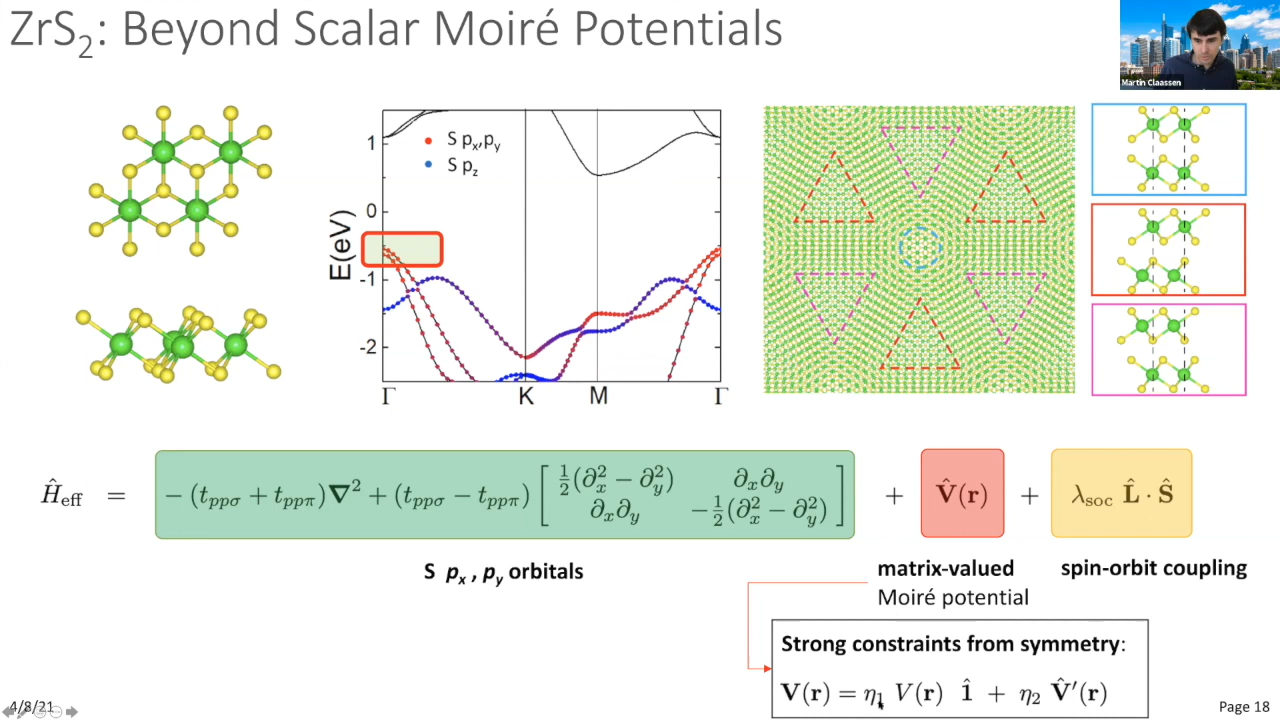 ZrS₂: Beyond Scalar Moiré Potentials
Martin Claassen
S pₓ,p_y
S p_z
E(eV)
1
0
-1
-2
Γ K M Γ
Ĥ_eff = − (t_ppσ + t_ppπ)∇² + (t_ppσ − t_ppπ) [ ½(∂ₓ² − ∂_y²) ∂ₓ∂_y
∂ₓ∂_y −½(∂ₓ² − ∂_y²) ] + V̂(r) + λ_soc L̂ · Ŝ
S pₓ , p_y orbitals
matrix-valued
Moiré potential
spin-orbit coupling
Strong constraints from symmetry:
V(r) = η₁ V(r) 1̂ + η₂ V̂′(r)
4/8/21
Page 18